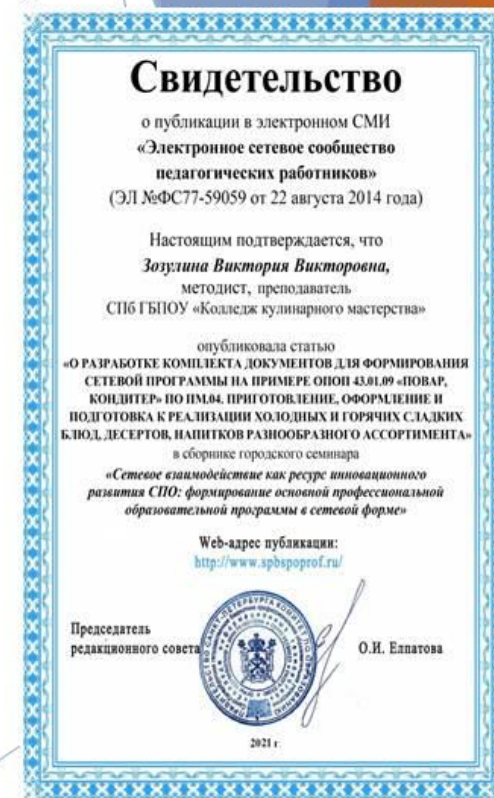 Свидетельство
о публикации в электронном СМИ
«Электронное сетевое сообщество
педагогических работников»
(ЭЛ №ФС77-59059 от 22 августа 2014 года)
Настоящим подтверждается, что
Зозулина Виктория Викторовна,
методист, преподаватель
СПб ГБПОУ «Колледж кулинарного мастерства»
опубликовала статью
«О РАЗРАБОТКЕ КОМПЛЕКТА ДОКУМЕНТОВ ДЛЯ ФОРМИРОВАНИЯ
СЕТЕВОЙ ПРОГРАММЫ НА ПРИМЕРЕ ОПОП 43.01.09 «ПОВАР,
КОНДИТЕР» ПО ПМ.04. ПРИГОТОВЛЕНИЕ, ОФОРМЛЕНИЕ И
ПОДГОТОВКА К РЕАЛИЗАЦИИ ХОЛОДНЫХ И ГОРЯЧИХ СЛАДКИХ
БЛЮД, ДЕСЕРТОВ, НАПИТКОВ РАЗНООБРАЗНОГО АССОРТИМЕНТА»
в сборнике городского семинара
«Сетевое взаимодействие как ресурс инновационного
развития СПО: формирование основной профессиональной
образовательной программы в сетевой форме»
Web-адрес публикации:
http://www.spbspoprof.ru/
Председатель
редакционного совета
О.И. Елпатова
2021 г.